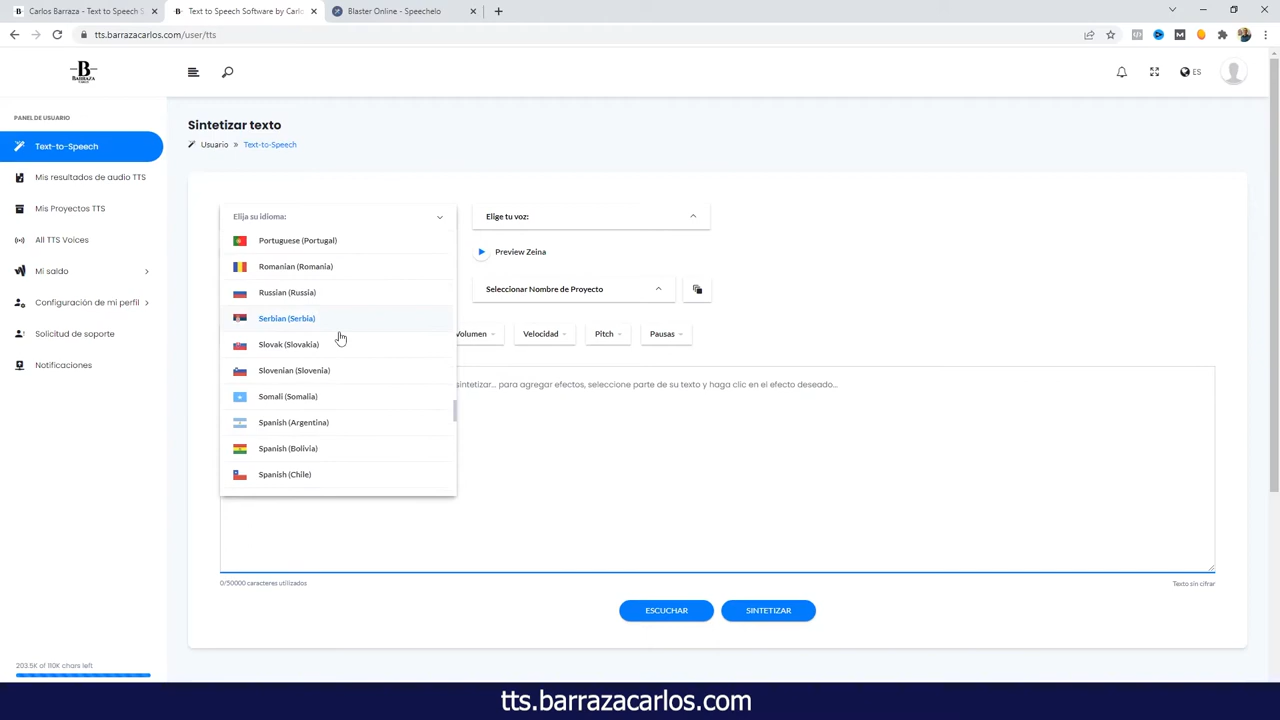 Carlos Barraza - Text to Speech S
Text to Speech Software by Carlo
Blaster Online - Speechelo
tts.barrazacarlos.com/user/tts
B
BARRAZA
CARLOS
ES
PANEL DE USUARIO
Text-to-Speech
Mis resultados de audio TTS
Mis Proyectos TTS
All TTS Voices
Mi saldo
Configuración de mi perfil
Solicitud de soporte
Notificaciones
203.5K of 110K chars left
Sintetizar texto
Usuario » Text-to-Speech
Elija su idioma:
Portuguese (Portugal)
Romanian (Romania)
Russian (Russia)
Serbian (Serbia)
Slovak (Slovakia)
Slovenian (Slovenia)
Somali (Somalia)
Spanish (Argentina)
Spanish (Bolivia)
Spanish (Chile)
Elige tu voz:
Preview Zeina
Seleccionar Nombre de Proyecto
Volumen
Velocidad
Pitch
Pausas
sintetizar... para agregar efectos, seleccione parte de su texto y haga clic en el efecto deseado...
0/50000 caracteres utilizados
Texto sin cifrar
ESCUCHAR
SINTETIZAR
tts.barrazacarlos.com